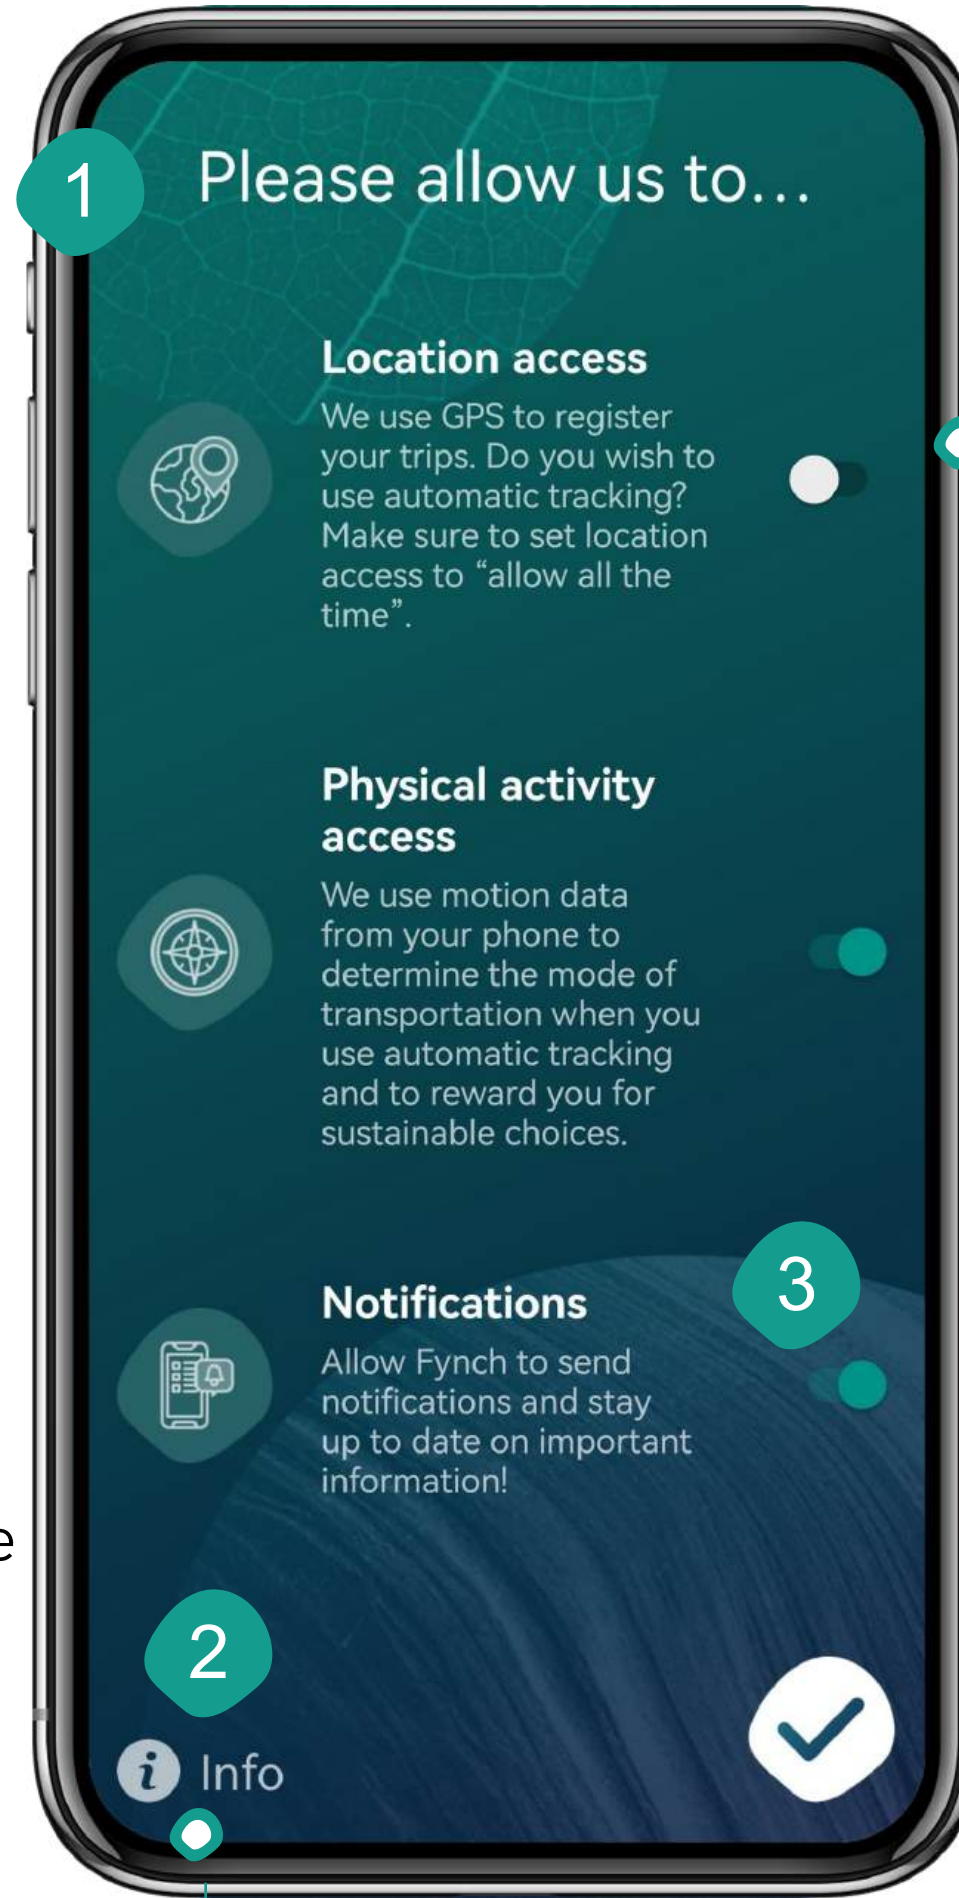 1
Please allow us to...
Location access
We use GPS to register
your trips. Do you wish to
use automatic tracking?
Make sure to set location
access to “allow all the
time”.
Physical activity
access
We use motion data
from your phone to
determine the mode of
transportation when you
use automatic tracking
and to reward you for
sustainable choices.
3
Notifications
Allow Fynch to send
notifications and stay
up to date on important
information!
e
2
i Info